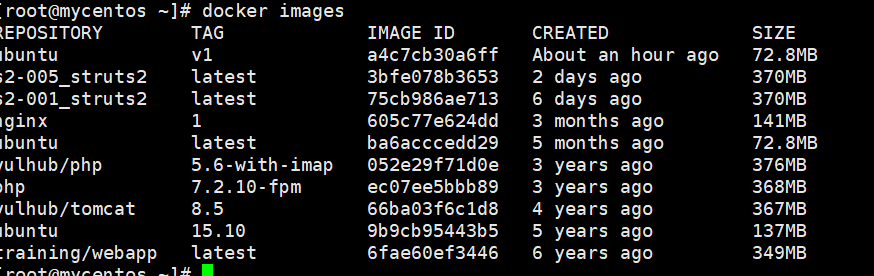 [root@mycentos ~]# docker images
REPOSITORY TAG IMAGE ID CREATED SIZE
ubuntu v1 a4c7cb30a6ff About an hour ago 72.8MB
s2-005_struts2 latest 3bfe078b3653 2 days ago 370MB
s2-001_struts2 latest 75cb986ae713 6 days ago 370MB
nginx 1 605c77e624dd 3 months ago 141MB
ubuntu latest ba6acccedd29 5 months ago 72.8MB
vulhub/php 5.6-with-imap 052e29f71d0e 3 years ago 376MB
php 7.2.10-fpm ec07ee5bbb89 3 years ago 368MB
vulhub/tomcat 8.5 66ba03f6c1d8 4 years ago 367MB
ubuntu 15.10 9b9cb95443b5 5 years ago 137MB
training/webapp latest 6fae60ef3446 6 years ago 349MB
[root@mycentos ~]#